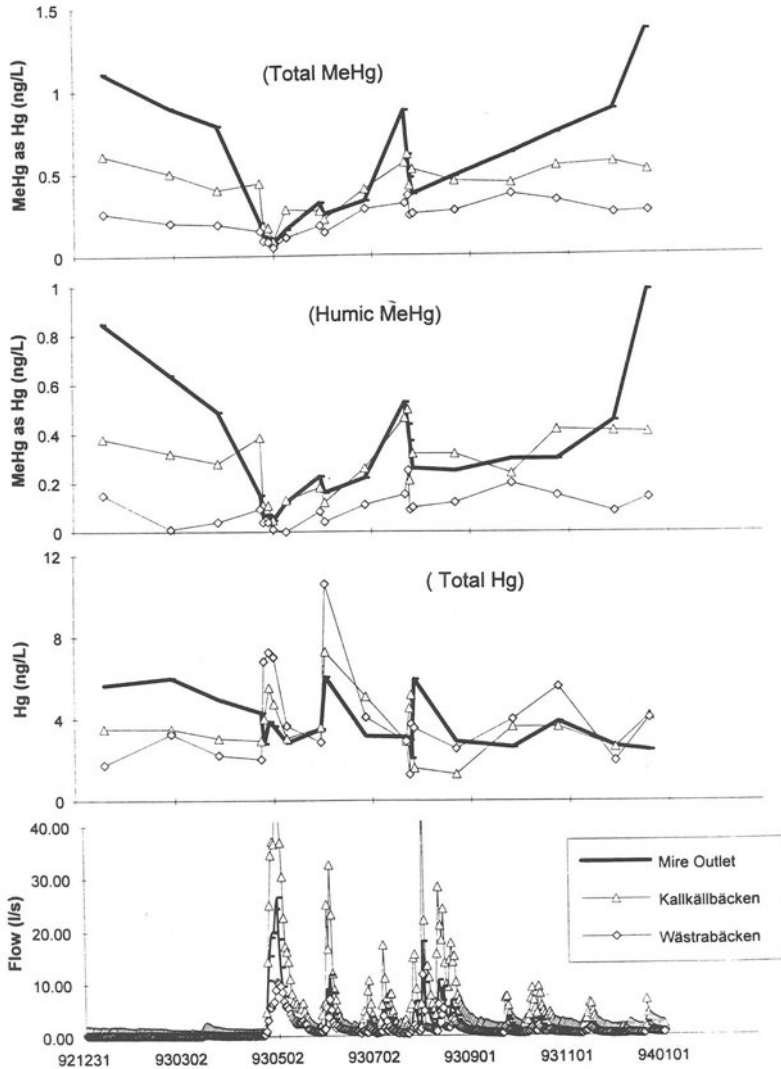 1.5
1
0.5
0
MeHg as Hg (ng/L)
(Total MeHg)
1
0.8
0.6
0.4
0.2
0
MeHg as Hg (ng/L)
(Humic MeHg)
12
8
4
0
Hg (ng/L)
( Total Hg)
40.00
30.00
20.00
10.00
0.00
Flow (l/s)
Mire Outlet
Kallkällbäcken
Wästrabäcken
921231 930302 930502 930702 930901 931101 940101